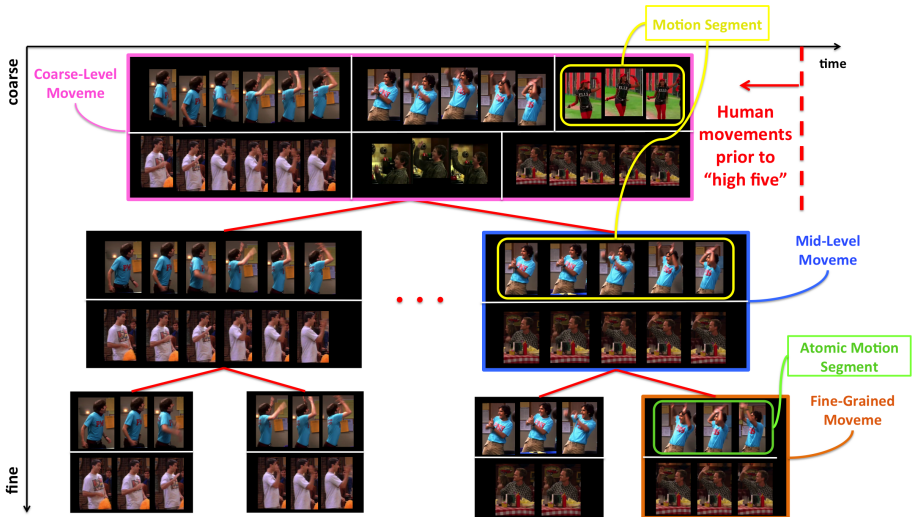 Motion Segment
coarse
time
Coarse-Level
Moveme
Human
movements
prior to
“high five”
Mid-Level
Moveme
Atomic Motion
Segment
Fine-Grained
Moveme
fine